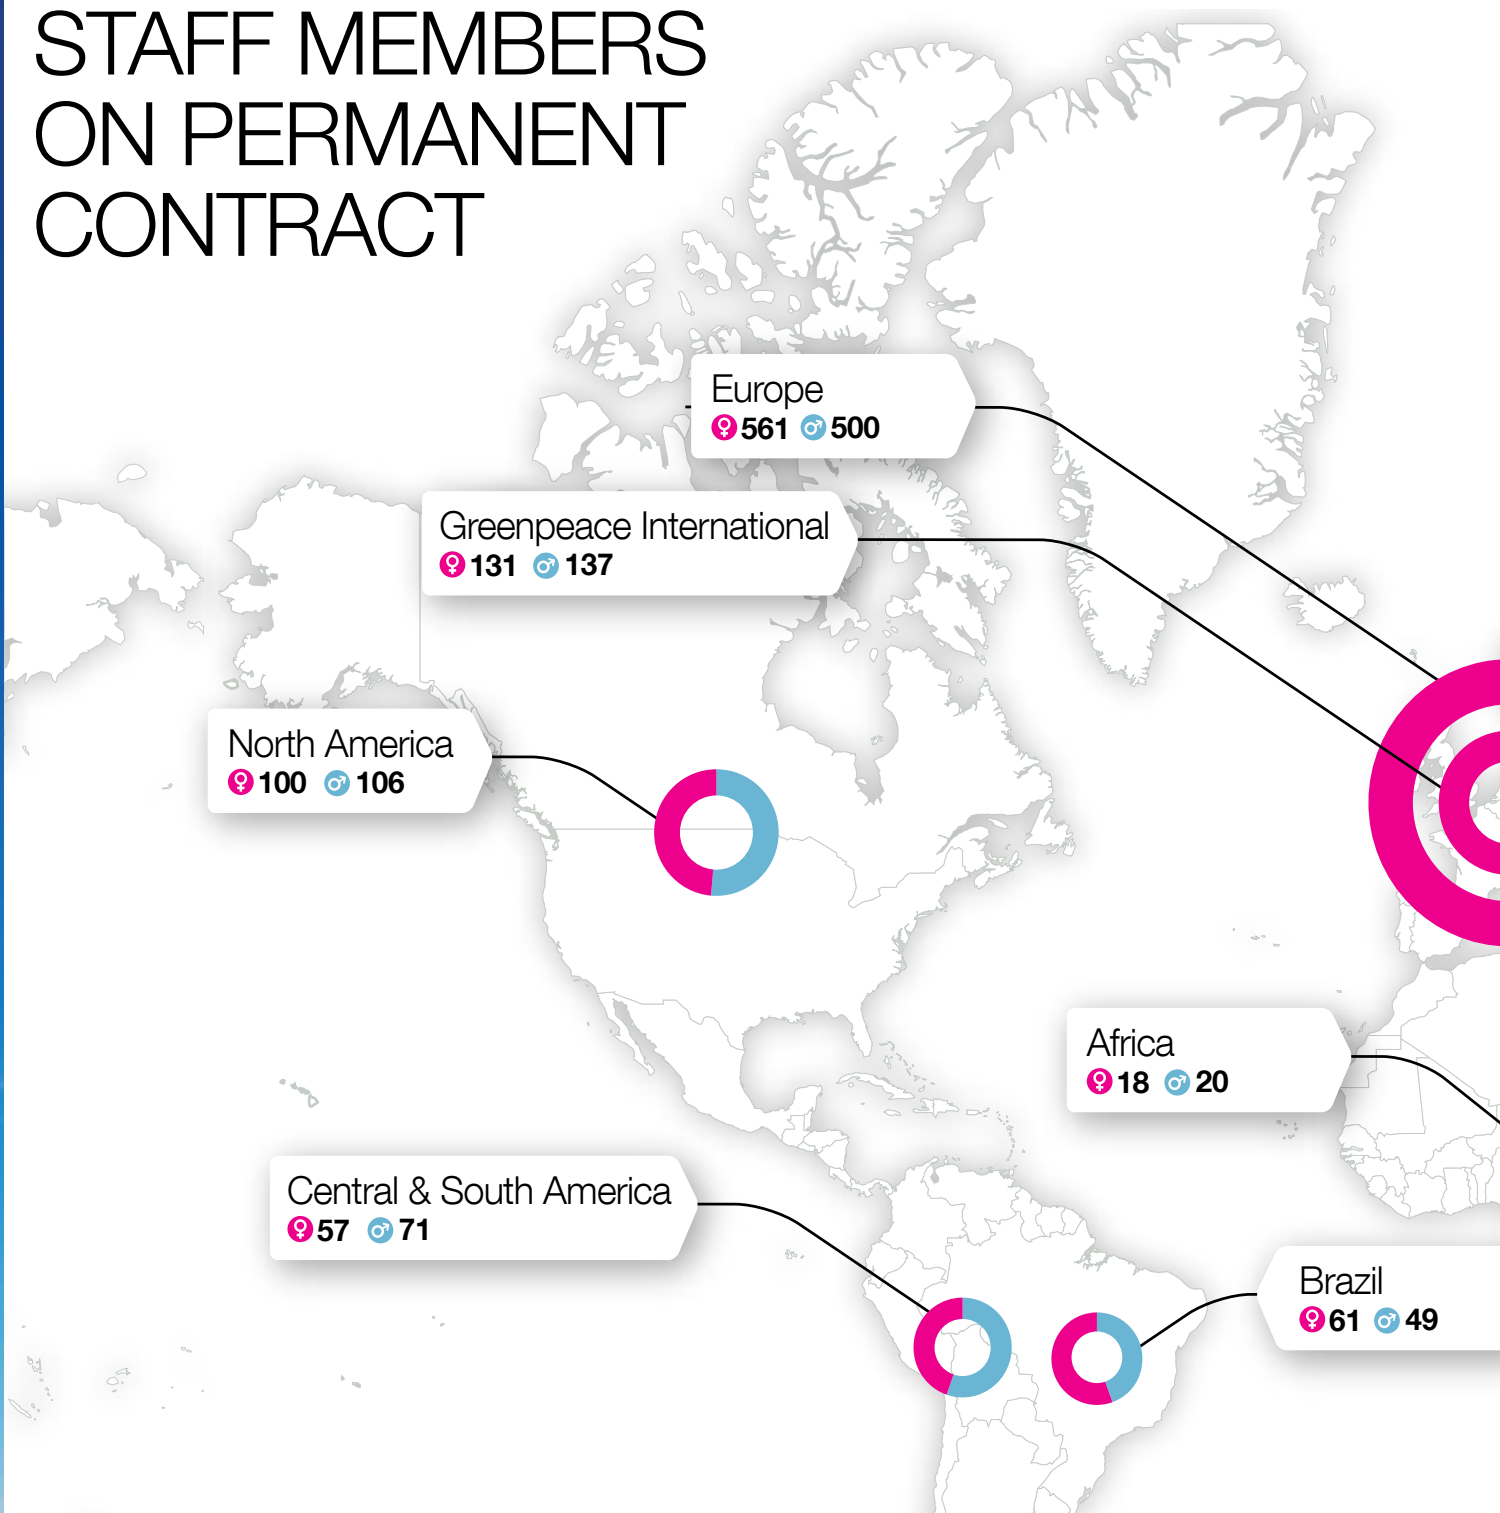 STAFF MEMBERS
ON PERMANENT
CONTRACT
Europe
♀ 561 ♂ 500
Greenpeace International
♀ 131 ♂ 137
North America
♀ 100 ♂ 106
Africa
♀ 18 ♂ 20
Central & South America
♀ 57 ♂ 71
Brazil
♀ 61 ♂ 49